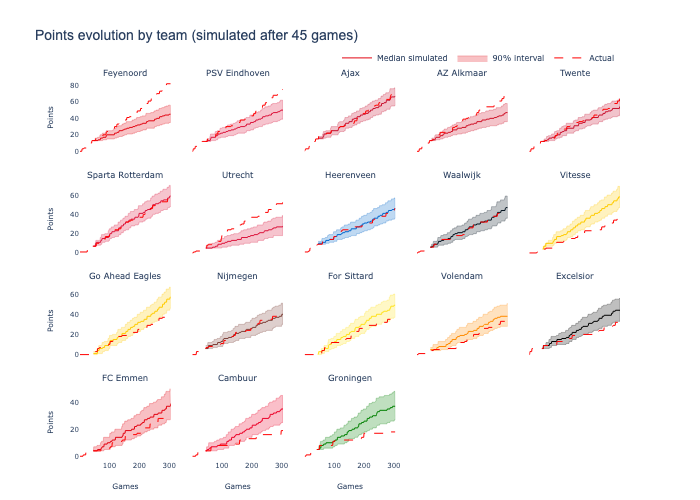 Points evolution by team (simulated after 45 games)
Median simulated 90% interval Actual
Feyenoord PSV Eindhoven Ajax AZ Alkmaar Twente
80
60
40
20
0
Points
Sparta Rotterdam Utrecht Heerenveen Waalwijk Vitesse
60
40
20
0
Points
Go Ahead Eagles Nijmegen For Sittard Volendam Excelsior
60
40
20
0
Points
FC Emmen Cambuur Groningen
40
20
0
Points
100 200 300 100 200 300 100 200 300
Games Games Games